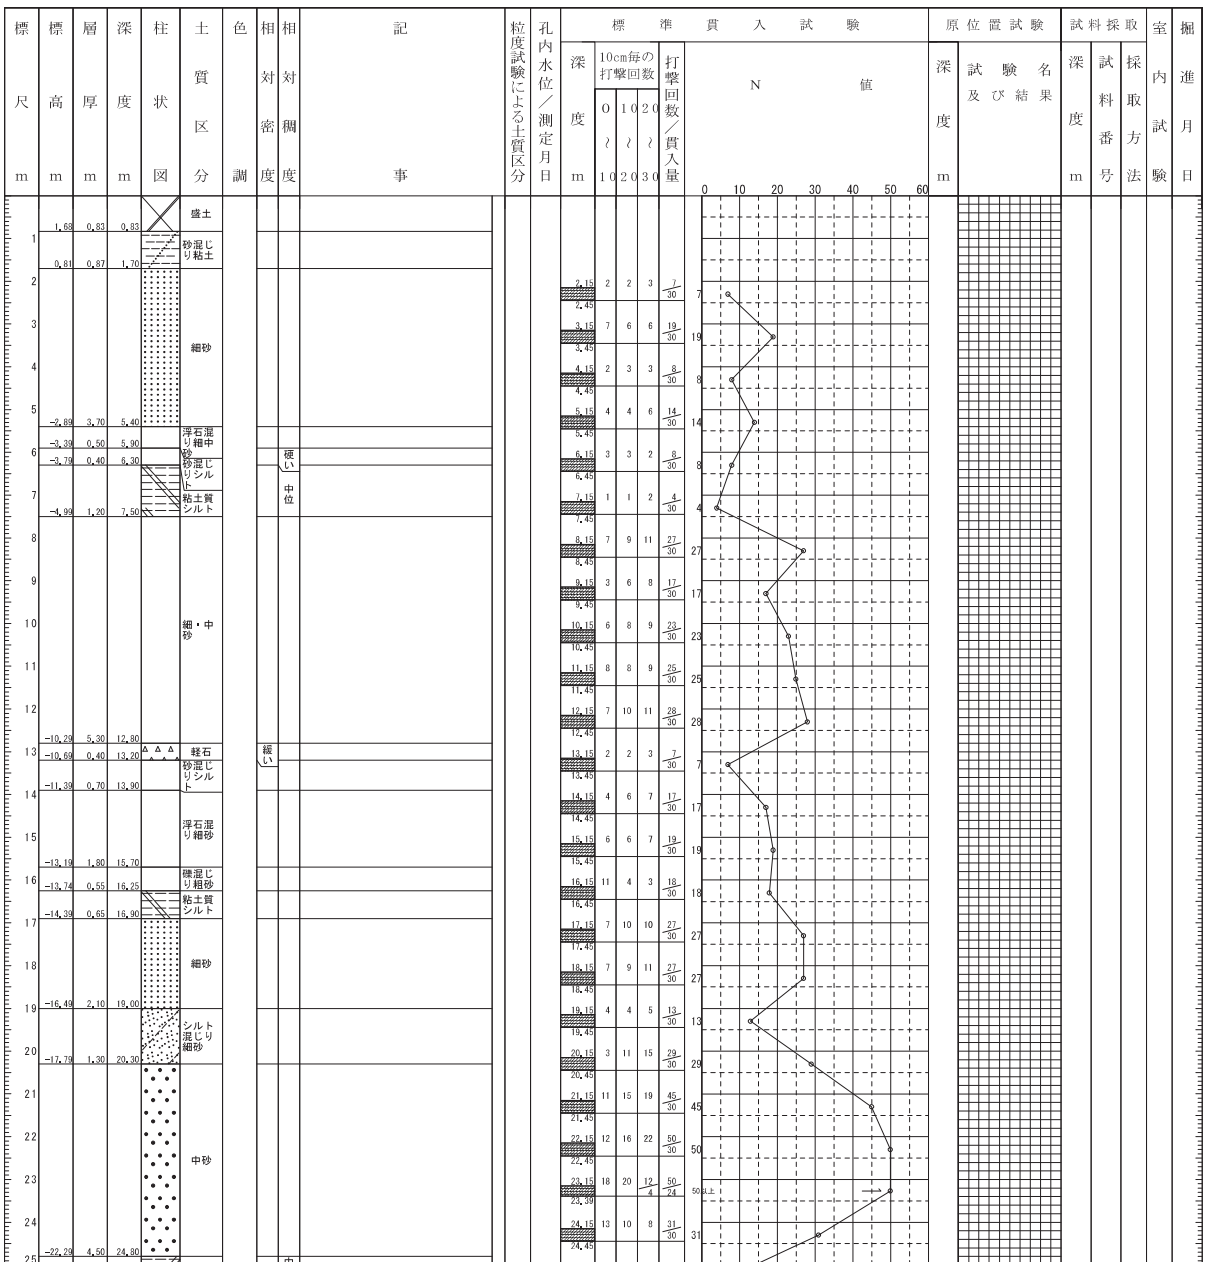 標尺 m
標高 m
層厚 m
深度 m
柱状図
土質区分
色調
相対密度
相対稠度
記事
粒度試験による土質区分
孔内水位／測定月日
標準貫入試験
深度 m
10cm毎の打撃回数
0〜10 10〜20 20〜30
打撃回数／貫入量
N 値
0 10 20 30 40 50 60
原位置試験
深度 m
試験名及び結果
試料採取
深度 m
試料番号
採取方法
室内試験
掘進月日
1.68 0.83 0.83 盛土
1
0.81 0.87 1.70 砂混じり粘土
2
2.15 2 2 3 7/30 7
2.45
3
3.15 7 6 6 19/30 19
3.45
細砂
4
4.15 2 3 3 8/30 8
4.45
5
5.15 4 4 6 14/30 14
-2.89 3.70 5.40
5.45
-3.39 0.50 5.90 浮石混り細中砂
6
6.15 3 3 2 8/30 8
-3.79 0.40 6.30 砂混じりシルト 硬い
6.45
7
7.15 1 1 2 4/30 4
-4.99 1.20 7.50 粘土質シルト 中位
7.45
8
8.15 7 9 11 27/30 27
8.45
9
9.15 3 6 8 17/30 17
9.45
10
細・中砂
10.15 6 8 9 23/30 23
10.45
11
11.15 8 8 9 25/30 25
11.45
12
12.15 7 10 11 28/30 28
12.45
-10.29 5.30 12.80
13
13.15 2 2 3 7/30 7
-10.69 0.40 13.20 軽石 緩い
13.45
-11.39 0.70 13.90 砂混じりシルト
14
14.15 4 6 7 17/30 17
14.45
浮石混り細砂
15
15.15 6 6 7 19/30 19
15.45
-13.19 1.80 15.70
16
16.15 11 4 3 18/30 18
-13.74 0.55 16.25 礫混じり粗砂
16.45
-14.39 0.65 16.90 粘土質シルト
17
17.15 7 10 10 27/30 27
17.45
18
細砂
18.15 7 9 11 27/30 27
18.45
-16.49 2.10 19.00
19
19.15 4 4 5 13/30 13
19.45
シルト混じり細砂
20
20.15 3 11 15 29/30 29
-17.79 1.30 20.30
20.45
21
21.15 11 15 19 45/30 45
21.45
22
22.15 12 16 22 50/30 50
22.45
中砂
23
23.15 18 20 12/4 50/24 50以上
23.39
24
24.15 13 10 8 31/30 31
24.45
-22.29 4.50 24.80
25